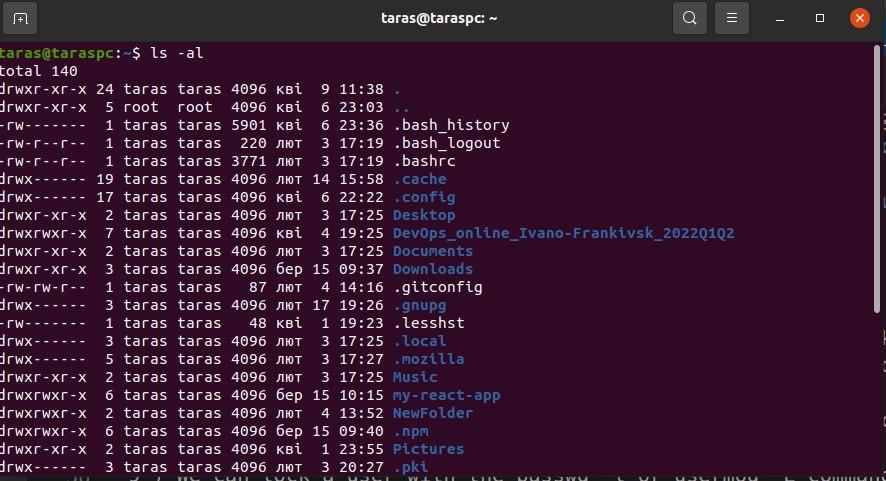 taras@taraspc: ~
taras@taraspc:~$ ls -al
total 140
drwxr-xr-x 24 taras taras 4096 кві  9 11:38 .
drwxr-xr-x  5 root  root  4096 кві  6 23:03 ..
-rw-------  1 taras taras 5901 кві  6 23:36 .bash_history
-rw-r--r--  1 taras taras  220 лют  3 17:19 .bash_logout
-rw-r--r--  1 taras taras 3771 лют  3 17:19 .bashrc
drwx------ 19 taras taras 4096 лют 14 15:58 .cache
drwx------ 17 taras taras 4096 кві  6 22:22 .config
drwxr-xr-x  2 taras taras 4096 лют  3 17:25 Desktop
drwxrwxr-x  7 taras taras 4096 кві  4 19:25 DevOps_online_Ivano-Frankivsk_2022Q1Q2
drwxr-xr-x  2 taras taras 4096 лют  3 17:25 Documents
drwxr-xr-x  3 taras taras 4096 бер 15 09:37 Downloads
-rw-rw-r--  1 taras taras   87 лют  4 14:16 .gitconfig
drwx------  3 taras taras 4096 лют 17 19:26 .gnupg
-rw-------  1 taras taras   48 кві  1 19:23 .lesshst
drwx------  3 taras taras 4096 лют  3 17:25 .local
drwx------  5 taras taras 4096 лют  3 17:27 .mozilla
drwxr-xr-x  2 taras taras 4096 лют  3 17:25 Music
drwxrwxr-x  6 taras taras 4096 бер 15 10:15 my-react-app
drwxrwxr-x  2 taras taras 4096 лют  4 13:52 NewFolder
drwxrwxr-x  6 taras taras 4096 бер 15 09:40 .npm
drwxr-xr-x  2 taras taras 4096 кві  1 23:55 Pictures
drwx------  3 taras taras 4096 лют  3 20:27 .pki